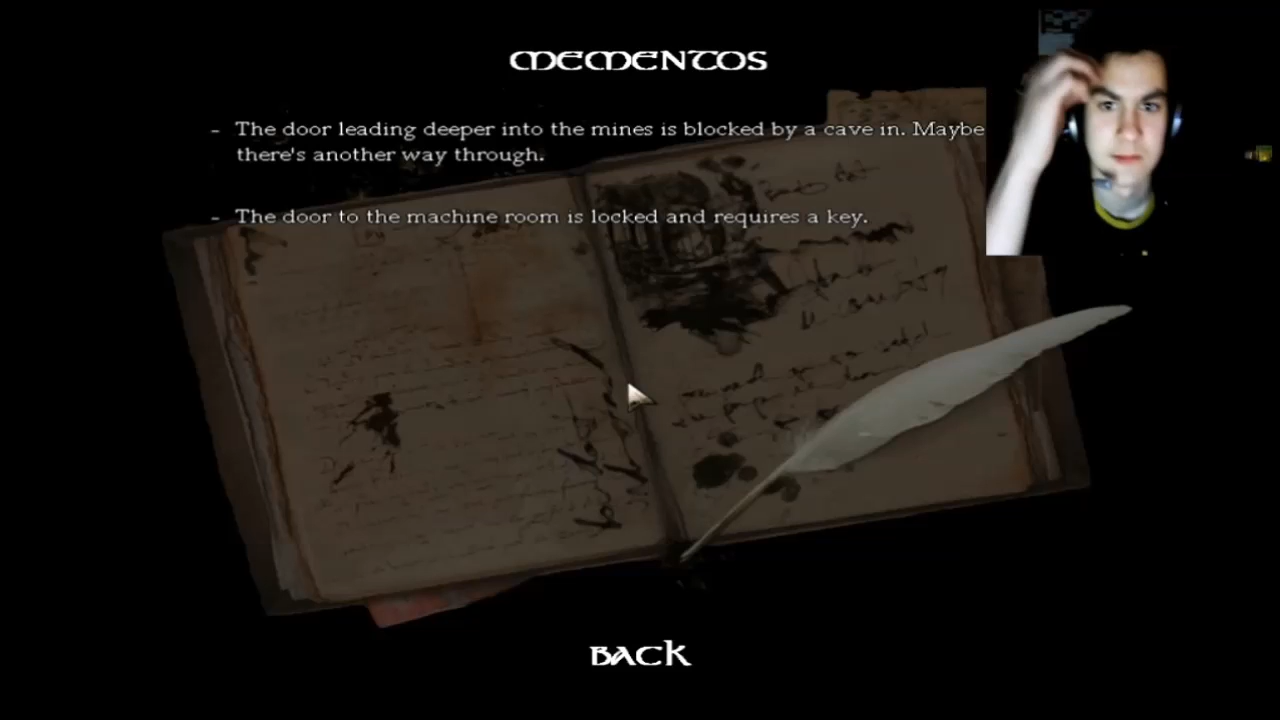 MEMENTOS
- The door leading deeper into the mines is blocked by a cave in. Maybe
there's another way through.
- The door to the machine room is locked and requires a key.
BACK